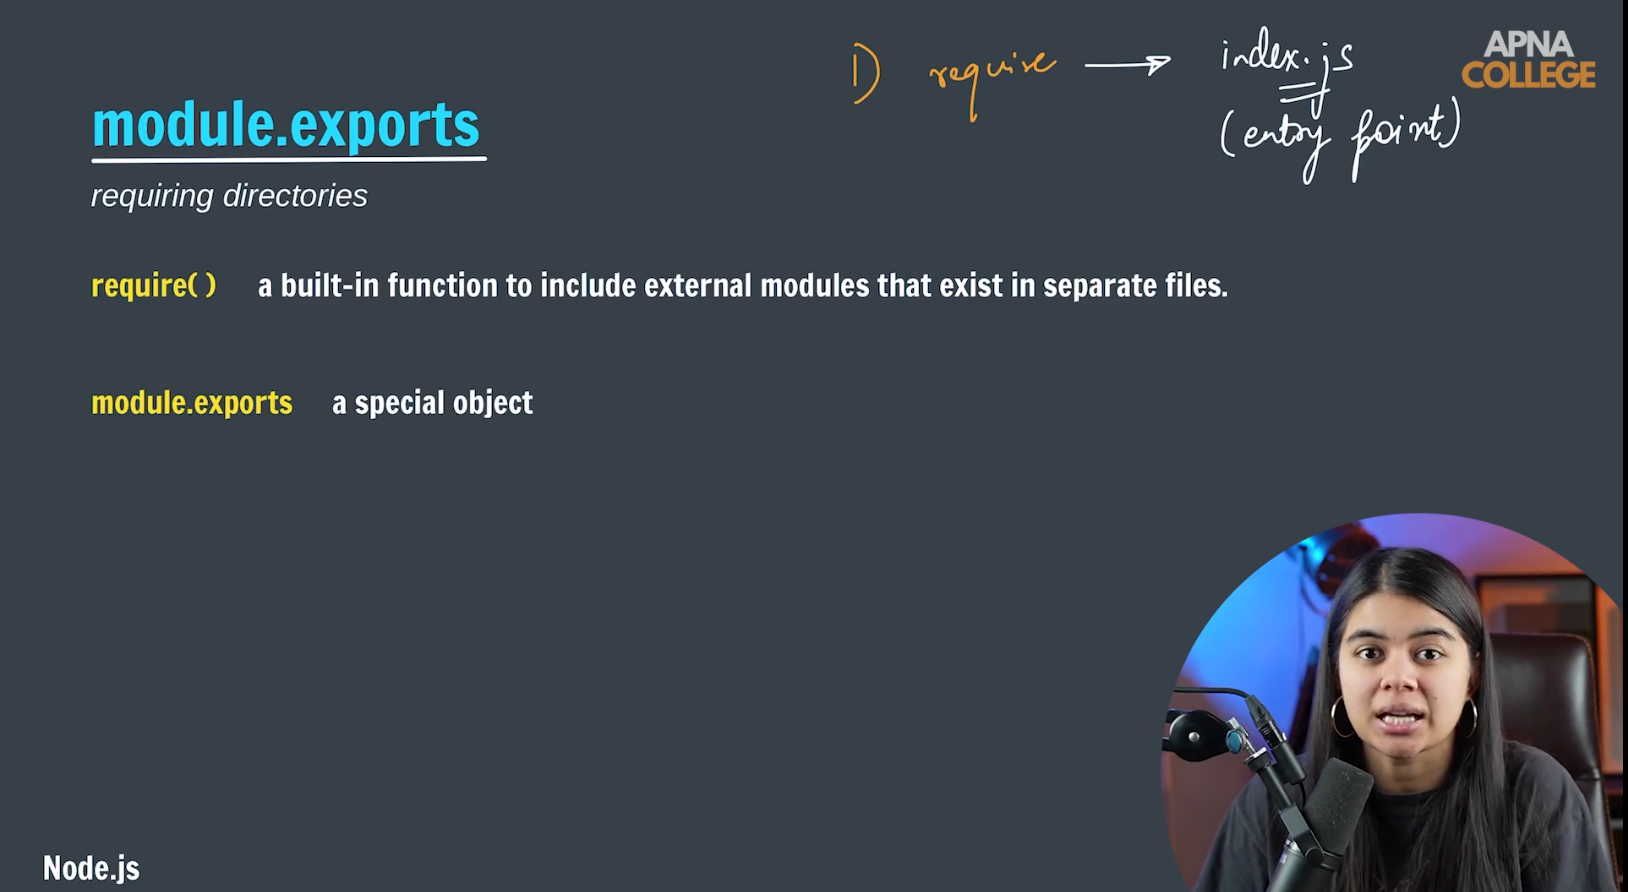 1) require → index.js
(entry point)
APNA
COLLEGE
module.exports
requiring directories
require( ) a built-in function to include external modules that exist in separate files.
module.exports a special object
Node.js